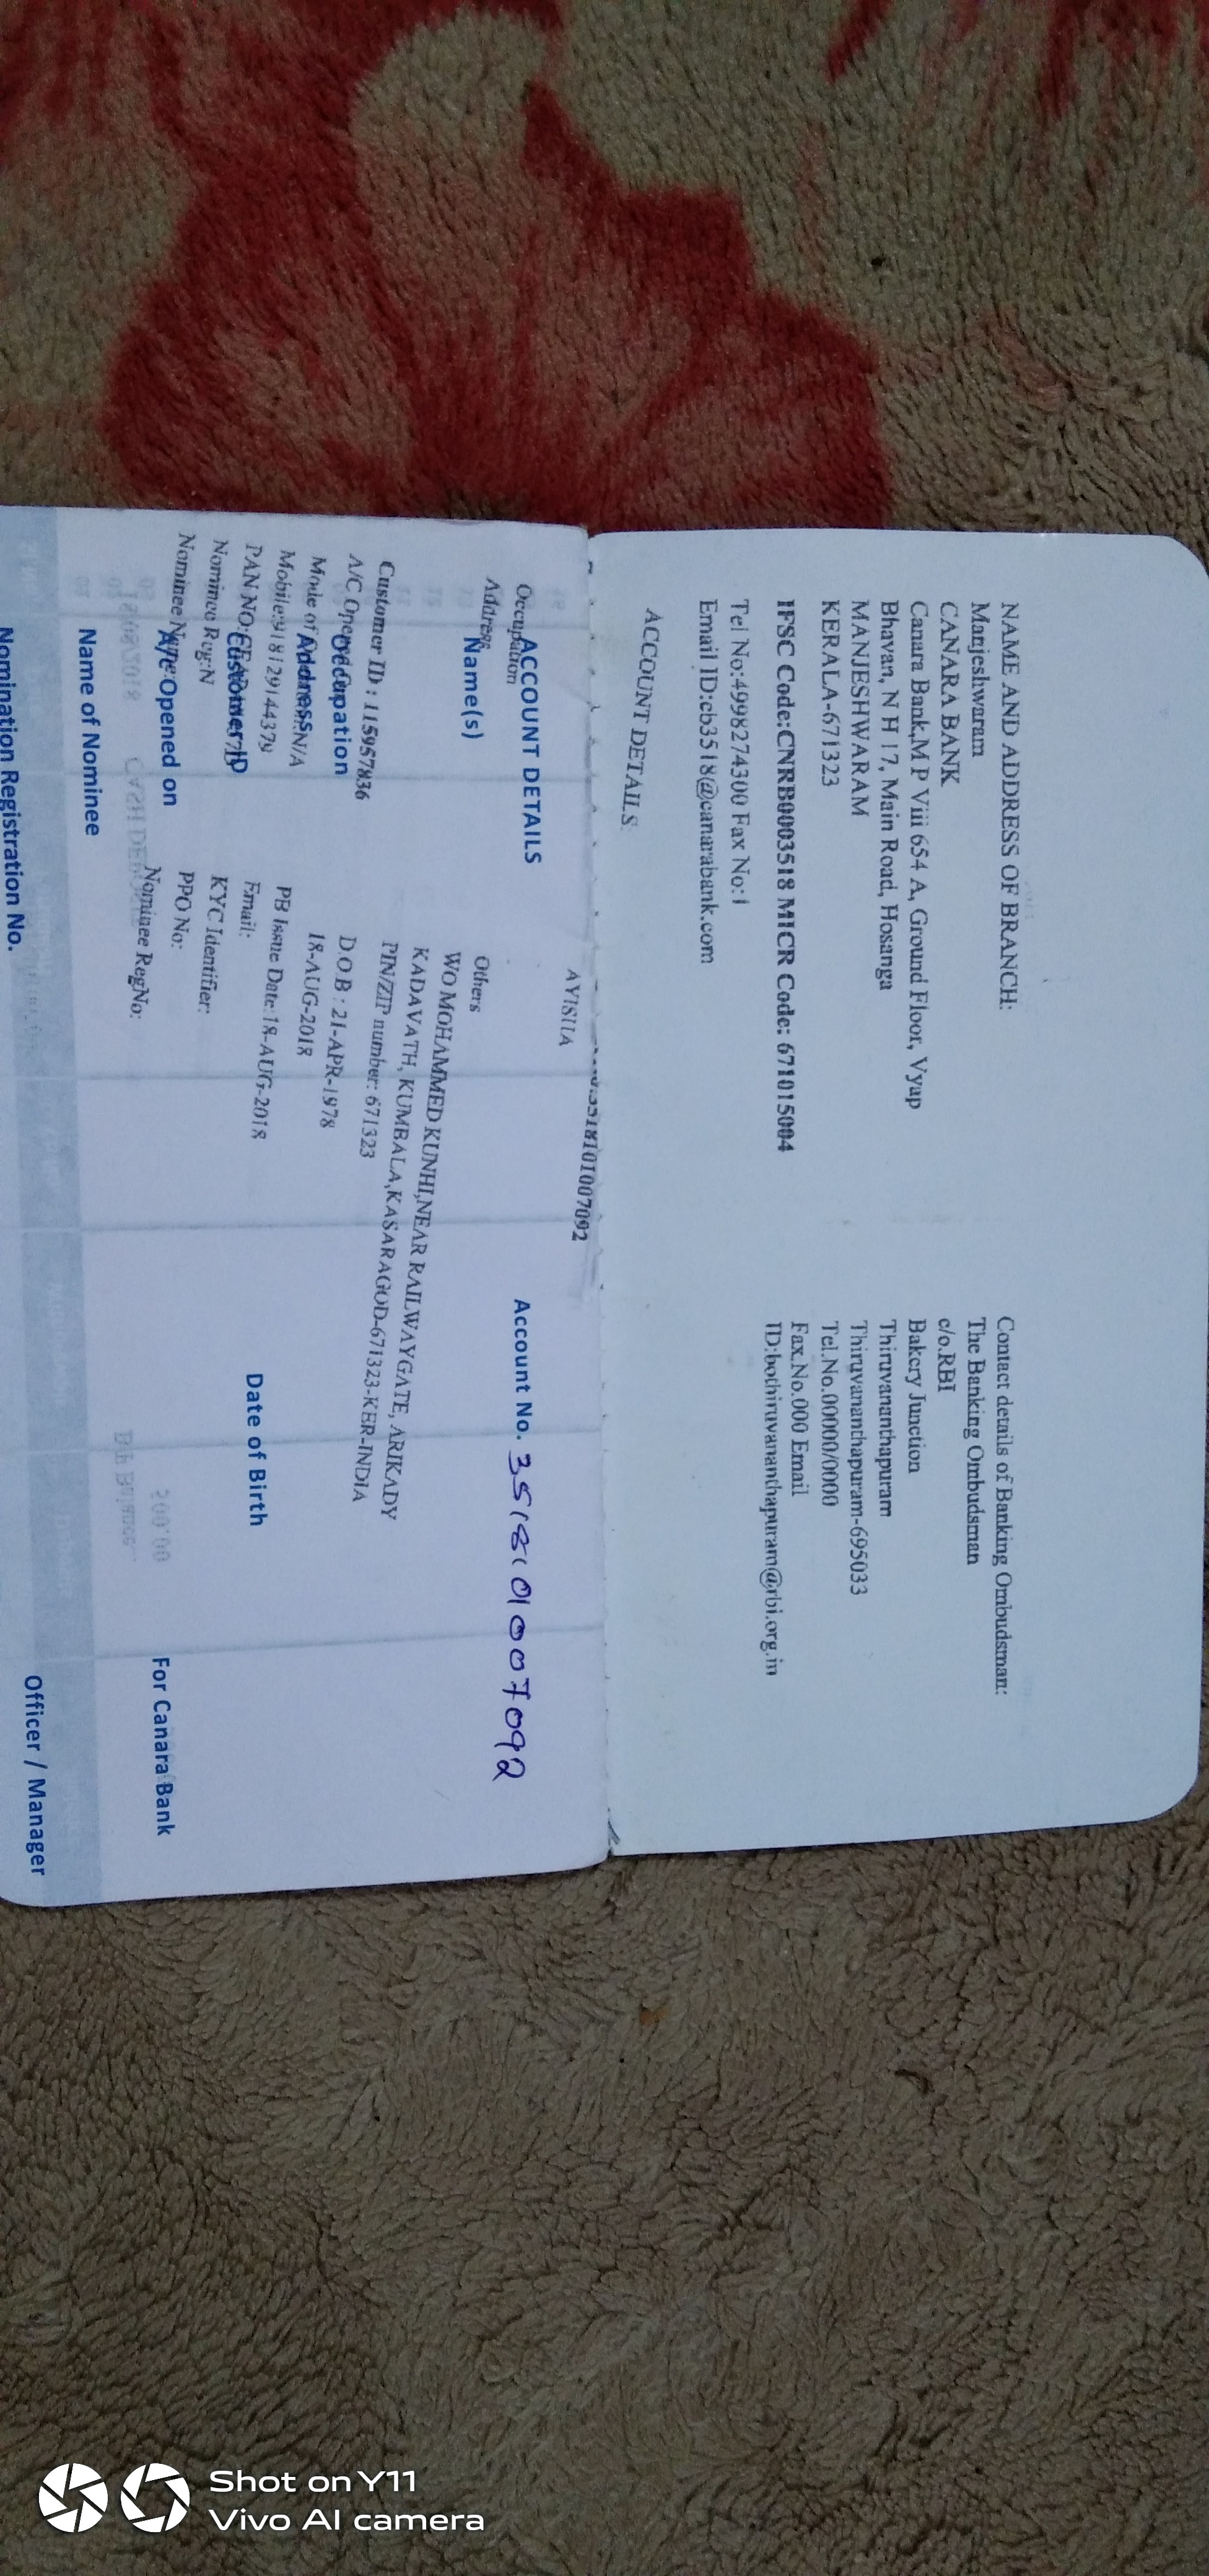 NAME AND ADDRESS OF BRANCH:
Manjeshwaram
CANARA BANK
Canara Bank,M P Viii 654 A, Ground Floor, Vyap
Bhavan, N H 17, Main Road, Hosanga
MANJESHWARAM
KERALA-671323
IFSC Code:CNRB0003518 MICR Code: 671015004
Tel No:4998274300 Fax No:1
Email ID:cb3518@canarabank.com
Contact details of Banking Ombudsman:
The Banking Ombudsman
c/o.RBI
Bakery Junction
Thiruvananthapuram
Thiruvananthapuram-695033
Tel.No.00000/0000
Fax.No.000 Email
ID:bothiruvananthapuram@rbi.org.in
ACCOUNT DETAILS:
3518101007092
AYISHA
ACCOUNT DETAILS
Account No. 3518101007092
Occupation
Others
Name(s)
Address
WO MOHAMMED KUNHI,NEAR RAILWAYGATE, ARIKADY
KADAVATH, KUMBALA,KASARAGOD-671323-KER-INDIA
PIN/ZIP number: 671323
Customer ID : 115957836
D.O.B : 21-APR-1978
A/C Opened
Occupation
18-AUG-2018
Mode of
N/A
Address
Mobile:918129144379
PB Issue Date:18-AUG-2018
PAN NO:
Customer ID
Email:
Date of Birth
Nominee Reg:N
KYC Identifier:
Nominee Name:
A/c Opened on
PPO No:
Nominee RegNo:
For Canara Bank
Name of Nominee
Nomination Registration No.
Officer / Manager
Shot on Y11
Vivo AI camera